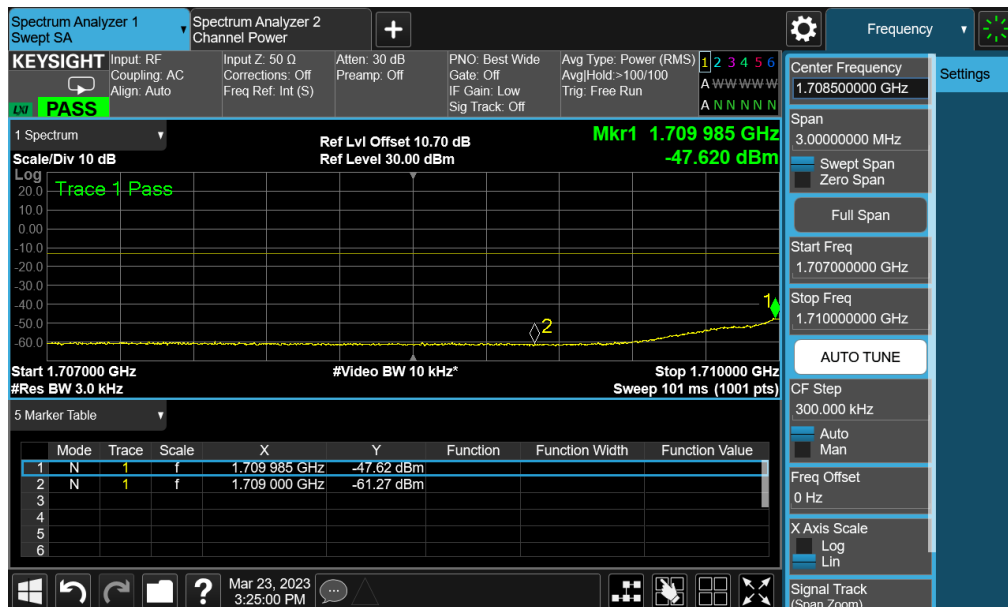 Spectrum Analyzer 1
Swept SA
Spectrum Analyzer 2
Channel Power
Frequency
KEYSIGHT
LXI
PASS
Input: RF
Coupling: AC
Align: Auto
Input Z: 50 Ω
Corrections: Off
Freq Ref: Int (S)
Atten: 30 dB
Preamp: Off
PNO: Best Wide
Gate: Off
IF Gain: Low
Sig Track: Off
Avg Type: Power (RMS)
Avg|Hold:>100/100
Trig: Free Run
1 2 3 4 5 6
A W W W W W
A N N N N N
1 Spectrum
Scale/Div 10 dB
Ref Lvl Offset 10.70 dB
Ref Level 30.00 dBm
Mkr1 1.709 985 GHz
-47.620 dBm
Log
Trace 1 Pass
20.0
10.0
0.00
-10.0
-20.0
-30.0
-40.0
-50.0
-60.0
1
2
Start 1.707000 GHz
#Res BW 3.0 kHz
#Video BW 10 kHz*
Stop 1.710000 GHz
Sweep 101 ms (1001 pts)
5 Marker Table
Mode Trace Scale X Y Function Function Width Function Value
1 N 1 f 1.709 985 GHz -47.62 dBm
2 N 1 f 1.709 000 GHz -61.27 dBm
3
4
5
6
Mar 23, 2023
3:25:00 PM
Center Frequency
1.708500000 GHz
Settings
Span
3.00000000 MHz
Swept Span
Zero Span
Full Span
Start Freq
1.707000000 GHz
Stop Freq
1.710000000 GHz
AUTO TUNE
CF Step
300.000 kHz
Auto
Man
Freq Offset
0 Hz
X Axis Scale
Log
Lin
Signal Track
(Span Zoom)